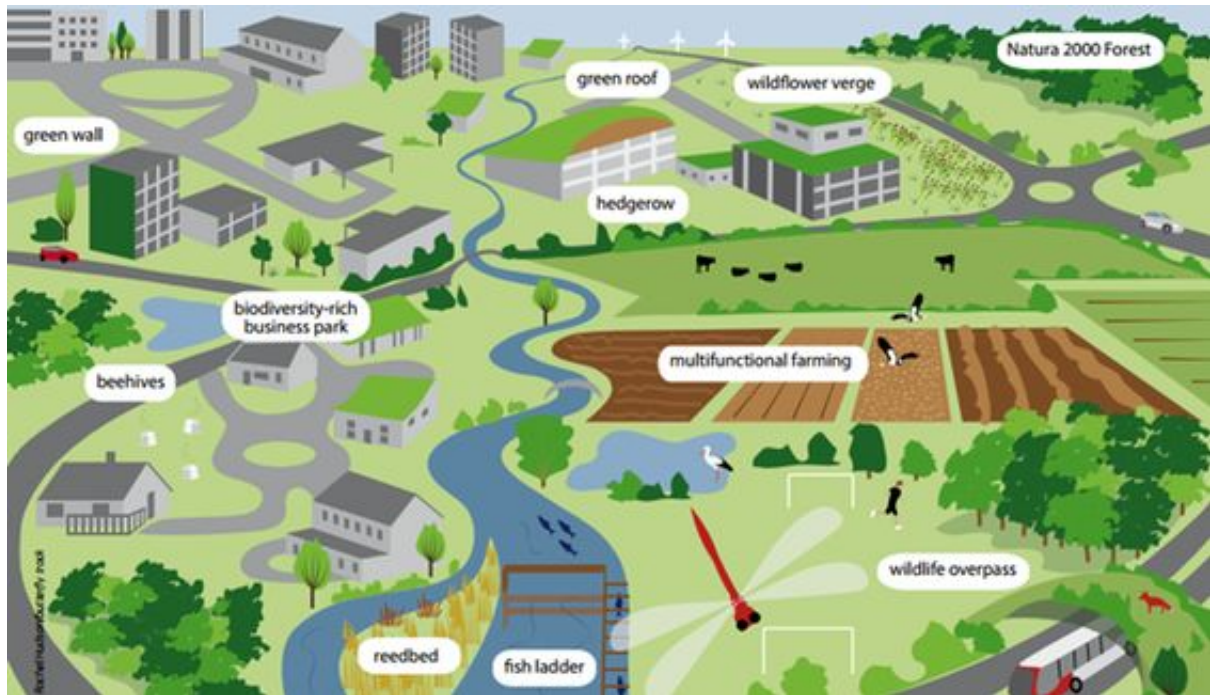 Natura 2000 Forest
green roof
wildflower verge
green wall
hedgerow
biodiversity-rich
business park
multifunctional farming
beehives
wildlife overpass
reedbed
fish ladder